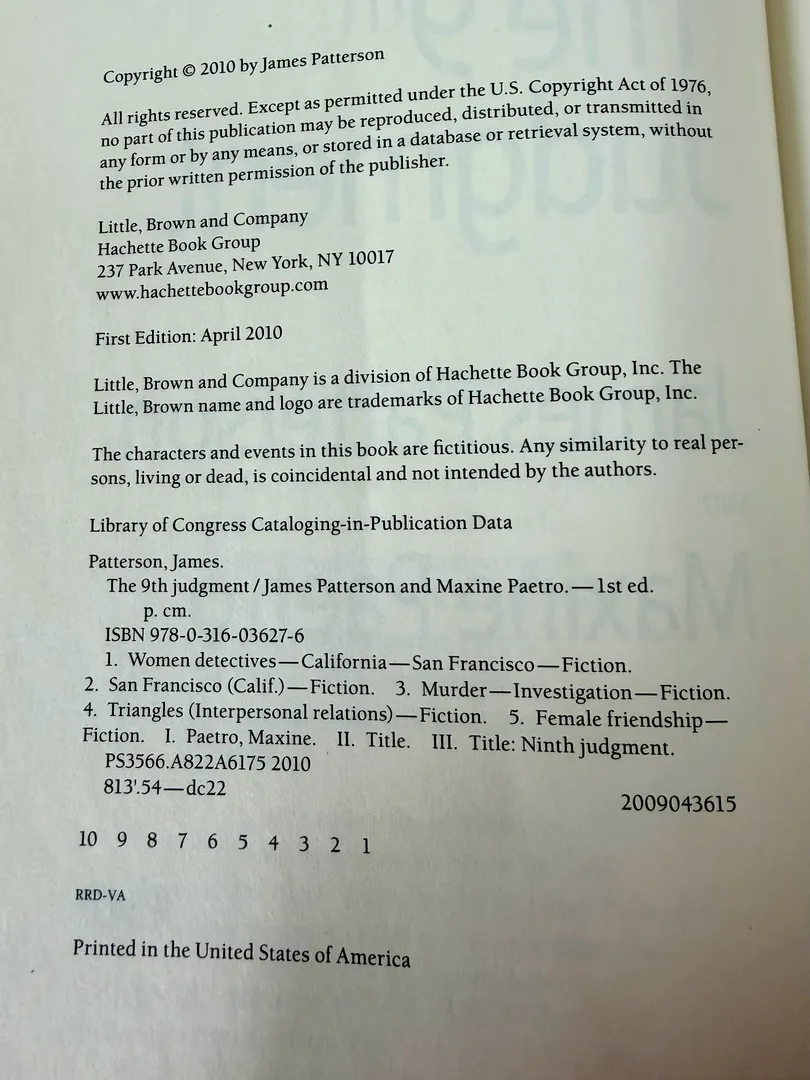 Copyright © 2010 by James Patterson
All rights reserved. Except as permitted under the U.S. Copyright Act of 1976,
no part of this publication may be reproduced, distributed, or transmitted in
any form or by any means, or stored in a database or retrieval system, without
the prior written permission of the publisher.
Little, Brown and Company
Hachette Book Group
237 Park Avenue, New York, NY 10017
www.hachettebookgroup.com
First Edition: April 2010
Little, Brown and Company is a division of Hachette Book Group, Inc. The
Little, Brown name and logo are trademarks of Hachette Book Group, Inc.
The characters and events in this book are fictitious. Any similarity to real per-
sons, living or dead, is coincidental and not intended by the authors.
Library of Congress Cataloging-in-Publication Data
Patterson, James.
The 9th judgment / James Patterson and Maxine Paetro. — 1st ed.
p. cm.
ISBN 978-0-316-03627-6
1. Women detectives — California — San Francisco — Fiction.
2. San Francisco (Calif.) — Fiction. 3. Murder — Investigation — Fiction.
4. Triangles (Interpersonal relations) — Fiction. 5. Female friendship —
Fiction. I. Paetro, Maxine. II. Title. III. Title: Ninth judgment.
PS3566.A822A6175 2010
813'.54 — dc22
2009043615
10 9 8 7 6 5 4 3 2 1
RRD-VA
Printed in the United States of America